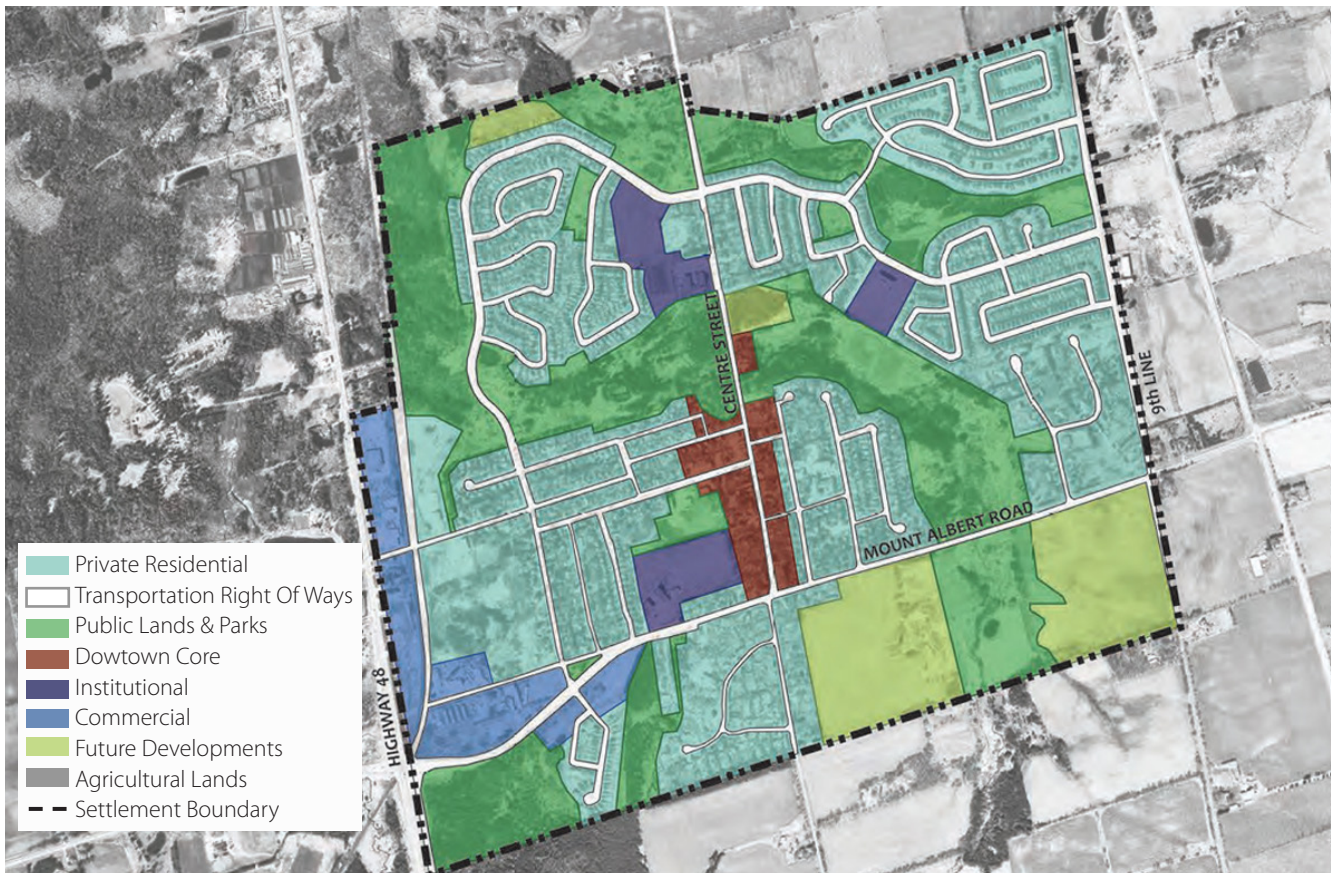 CENTRE STREET
9th LINE
MOUNT ALBERT ROAD
HIGHWAY 48
Private Residential
Transportation Right Of Ways
Public Lands & Parks
Dowtown Core
Institutional
Commercial
Future Developments
Agricultural Lands
Settlement Boundary